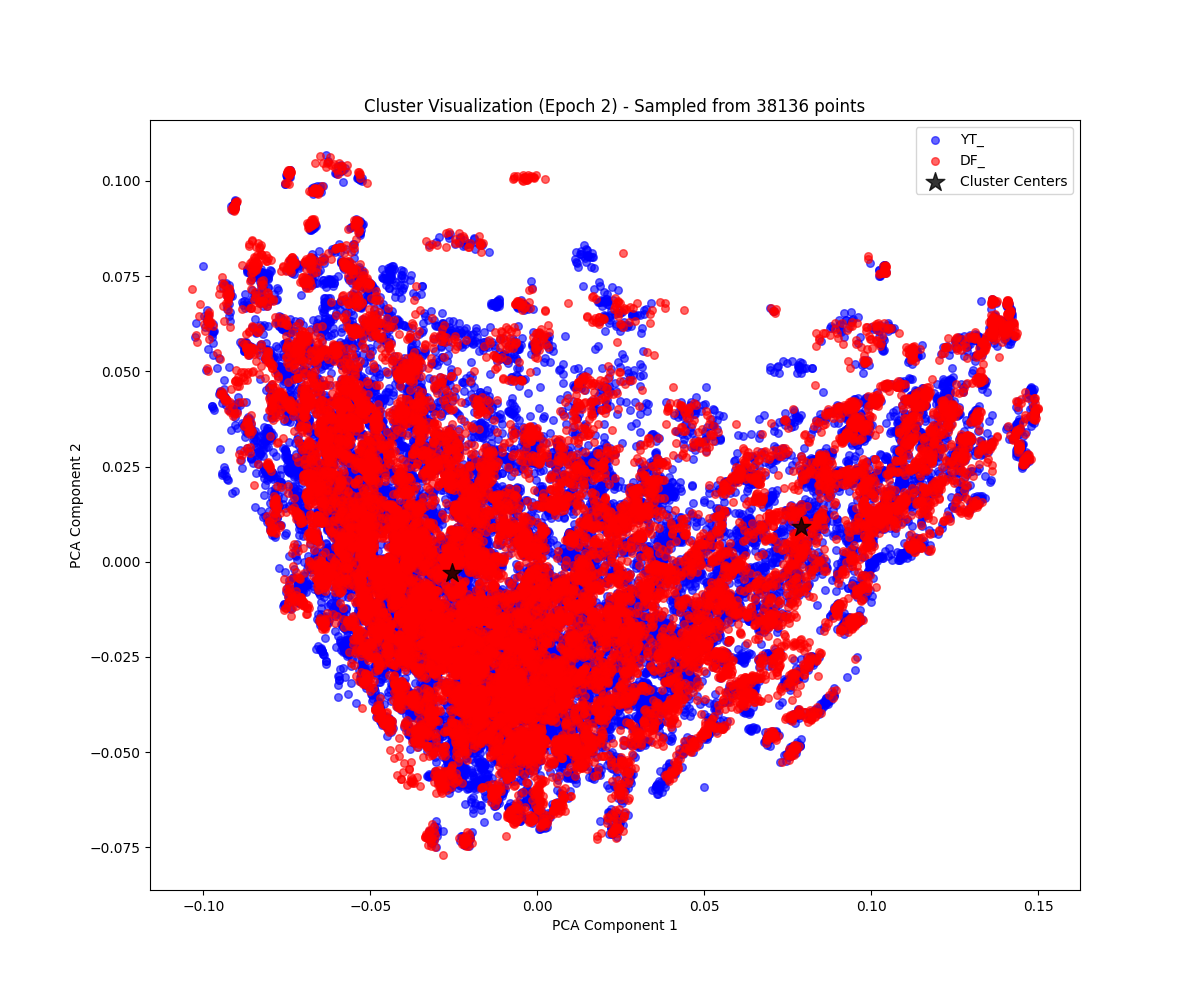 Cluster Visualization (Epoch 2) - Sampled from 38136 points
YT_
DF_
Cluster Centers
PCA Component 2
0.100
0.075
0.050
0.025
0.000
−0.025
−0.050
−0.075
−0.10
−0.05
0.00
0.05
0.10
0.15
PCA Component 1